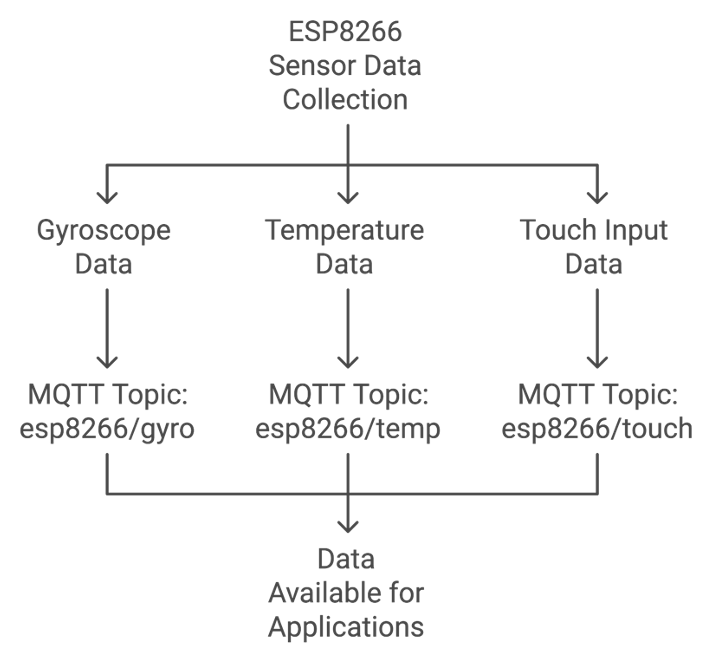 ESP8266
Sensor Data
Collection
Gyroscope
Data
Temperature
Data
Touch Input
Data
MQTT Topic:
esp8266/gyro
MQTT Topic:
esp8266/temp
MQTT Topic:
esp8266/touch
Data
Available for
Applications